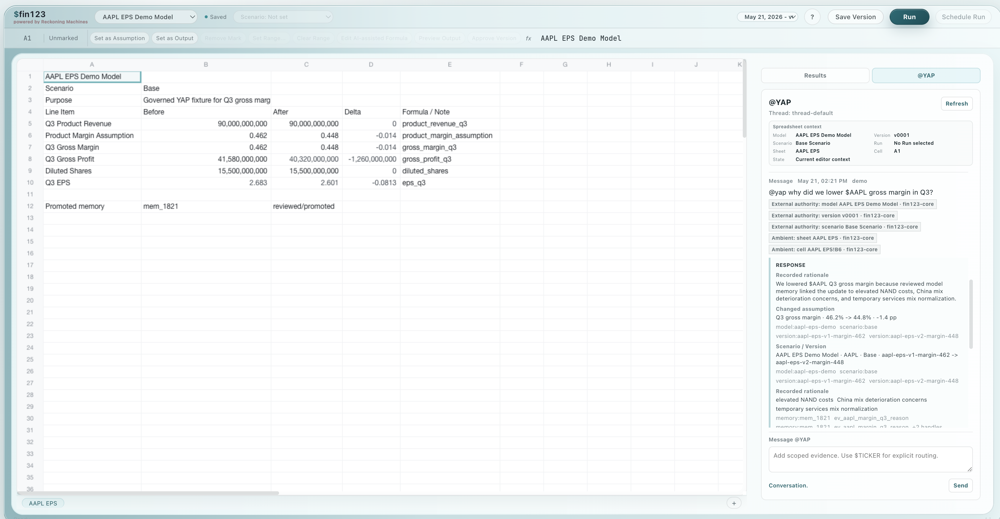 $fin123
powered by Reckoning Machines
AAPL EPS Demo Model
Saved
Scenario: Not set
May 21, 2026 - v
?
Save Version
Run
Schedule Run
A1
Unmarked
Set as Assumption
Set as Output
Remove Mark
Set Range...
Clear Range
Edit AI-assisted Formula
Preview Output
Approve Version
fx
AAPL EPS Demo Model
A B C D E F G H I J K
1 AAPL EPS Demo Model
2 Scenario Base
3 Purpose Governed YAP fixture for Q3 gross marg
4 Line Item Before After Delta Formula / Note
5 Q3 Product Revenue 90,000,000,000 90,000,000,000 0 product_revenue_q3
6 Product Margin Assumption 0.462 0.448 -0.014 product_margin_assumption
7 Q3 Gross Margin 0.462 0.448 -0.014 gross_margin_q3
8 Q3 Gross Profit 41,580,000,000 40,320,000,000 -1,260,000,000 gross_profit_q3
9 Diluted Shares 15,500,000,000 15,500,000,000 0 diluted_shares
10 Q3 EPS 2.683 2.601 -0.0813 eps_q3
11
12 Promoted memory mem_1821 reviewed/promoted
13
14
15
16
17
18
19
20
21
22
23
24
25
26
27
28
29
30
31
32
33
34
35
36
AAPL EPS
+
Results
@YAP
@YAP
Refresh
Thread: thread-default
Spreadsheet context
Model AAPL EPS Demo Model Version v0001
Scenario Base Scenario Run No Run selected
Sheet AAPL EPS Cell A1
State Current editor context
Message May 21, 02:21 PM demo
@yap why did we lower $AAPL gross margin in Q3?
External authority: model AAPL EPS Demo Model · fin123-core
External authority: version v0001 · fin123-core
External authority: scenario Base Scenario · fin123-core
Ambient: sheet AAPL EPS · fin123-core
Ambient: cell AAPL EPS!B6 · fin123-core
RESPONSE
Recorded rationale
We lowered $AAPL Q3 gross margin because reviewed model
memory linked the update to elevated NAND costs, China mix
deterioration concerns, and temporary services mix normalization.
Changed assumption
Q3 gross margin · 46.2% -> 44.8% · -1.4 pp
model:aapl-eps-demo scenario:base
version:aapl-eps-v1-margin-462 version:aapl-eps-v2-margin-448
Scenario / Version
AAPL EPS Demo Model · AAPL · Base · aapl-eps-v1-margin-462 ->
aapl-eps-v2-margin-448
model:aapl-eps-demo scenario:base
version:aapl-eps-v1-margin-462 version:aapl-eps-v2-margin-448
Recorded rationale
elevated NAND costs China mix deterioration concerns
temporary services mix normalization
memory:mem_1821 ev_aapl_margin_q3_reason
memory:mem_1821 ev_aapl_margin_q3_reason +2 handles
Message @YAP
Add scoped evidence. Use $TICKER for explicit routing.
Conversation.
Send